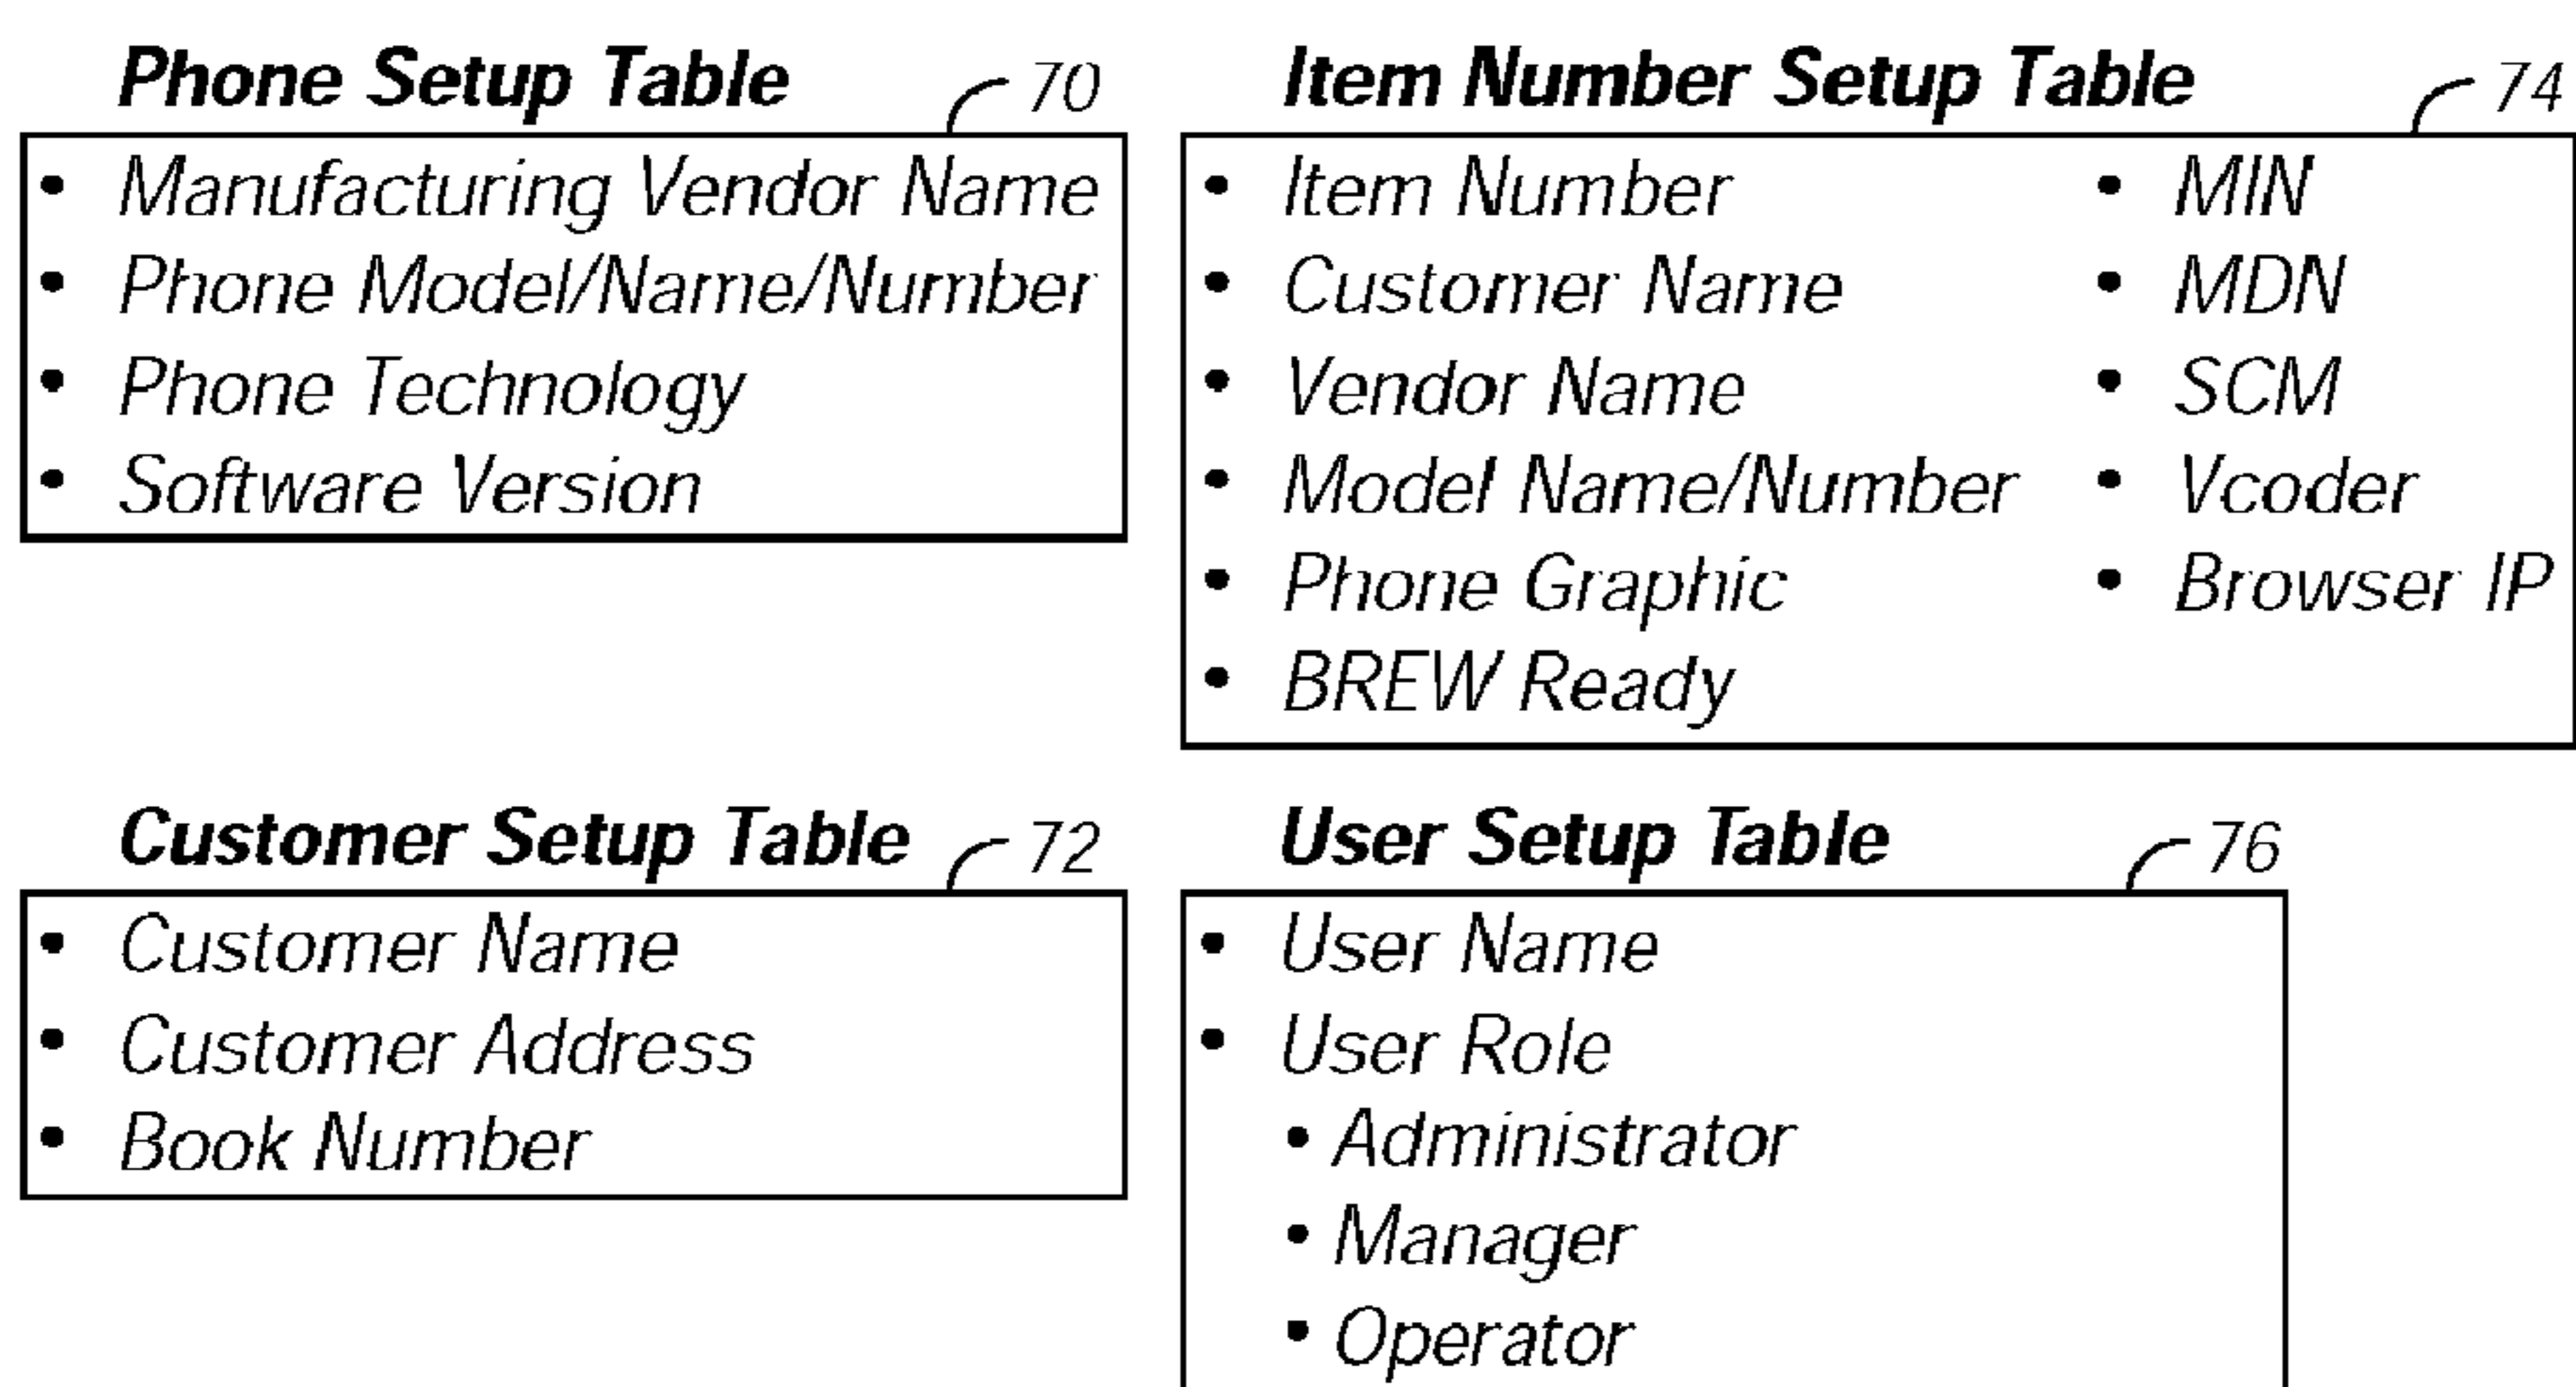 Phone Setup Table 70
• Manufacturing Vendor Name
• Phone Model/Name/Number
• Phone Technology
• Software Version
Item Number Setup Table 74
• Item Number
• Customer Name
• Vendor Name
• Model Name/Number
• Phone Graphic
• BREW Ready
• MIN
• MDN
• SCM
• Vcoder
• Browser IP
Customer Setup Table 72
• Customer Name
• Customer Address
• Book Number
User Setup Table 76
• User Name
• User Role
• Administrator
• Manager
• Operator